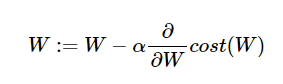 W := W − α ∂/∂W cost(W)